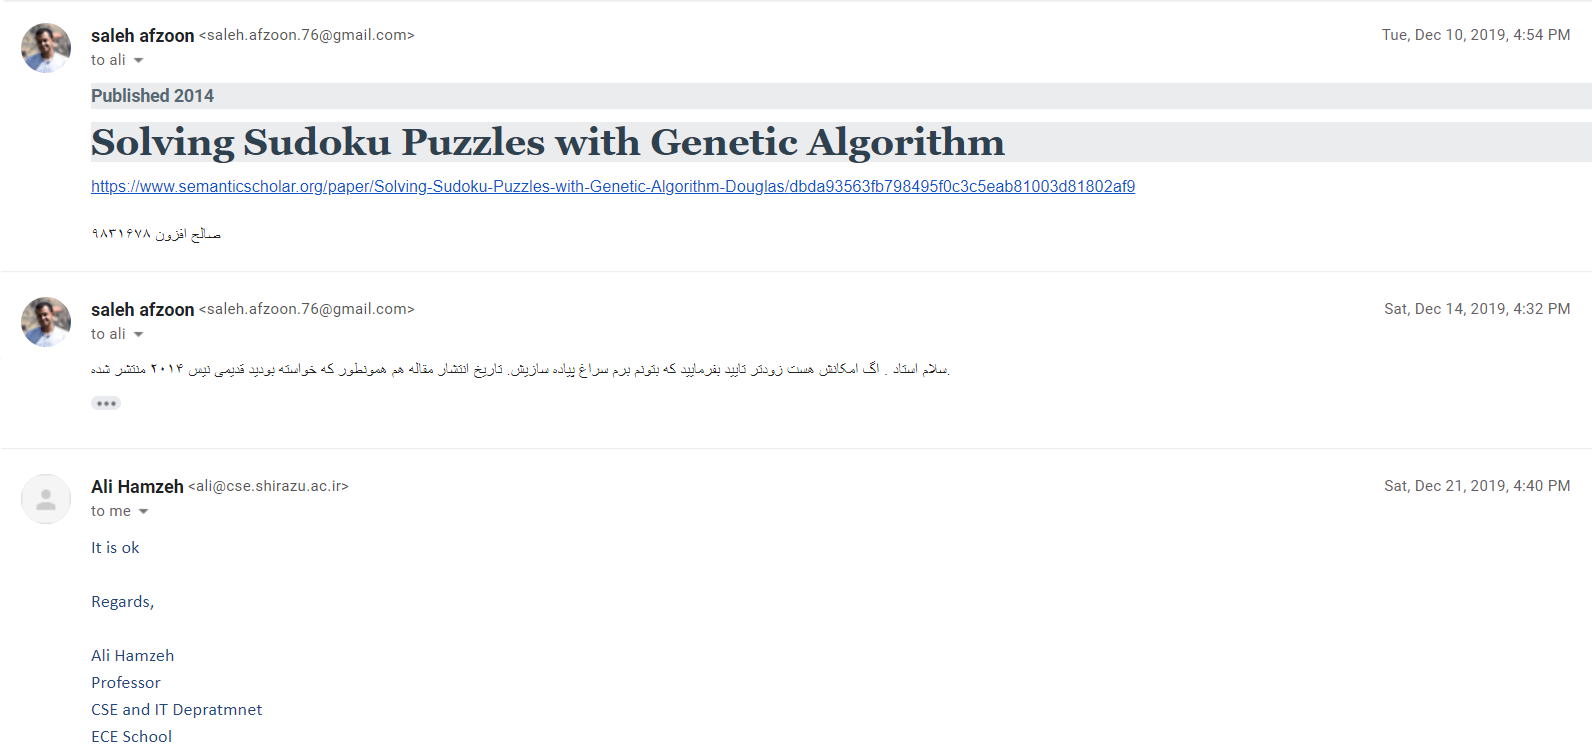 saleh afzoon <saleh.afzoon.76@gmail.com>
Tue, Dec 10, 2019, 4:54 PM
to ali
Published 2014
Solving Sudoku Puzzles with Genetic Algorithm
https://www.semanticscholar.org/paper/Solving-Sudoku-Puzzles-with-Genetic-Algorithm-Douglas/dbda93563fb798495f0c3c5eab81003d81802af9
صالح افزون ۹۸۳۱۶۷۸
saleh afzoon <saleh.afzoon.76@gmail.com>
Sat, Dec 14, 2019, 4:32 PM
to ali
سلام استاد . اگ امکانش هست زودتر تایید بفرمایید که بتونم برم سراغ پیاده سازیش. تاریخ انتشار مقاله هم همونطور که خواسته بودید قدیمی نیس ۲۰۱۴ منتشر شده.
Ali Hamzeh <ali@cse.shirazu.ac.ir>
Sat, Dec 21, 2019, 4:40 PM
to me
It is ok
Regards,
Ali Hamzeh
Professor
CSE and IT Depratmnet
ECE School